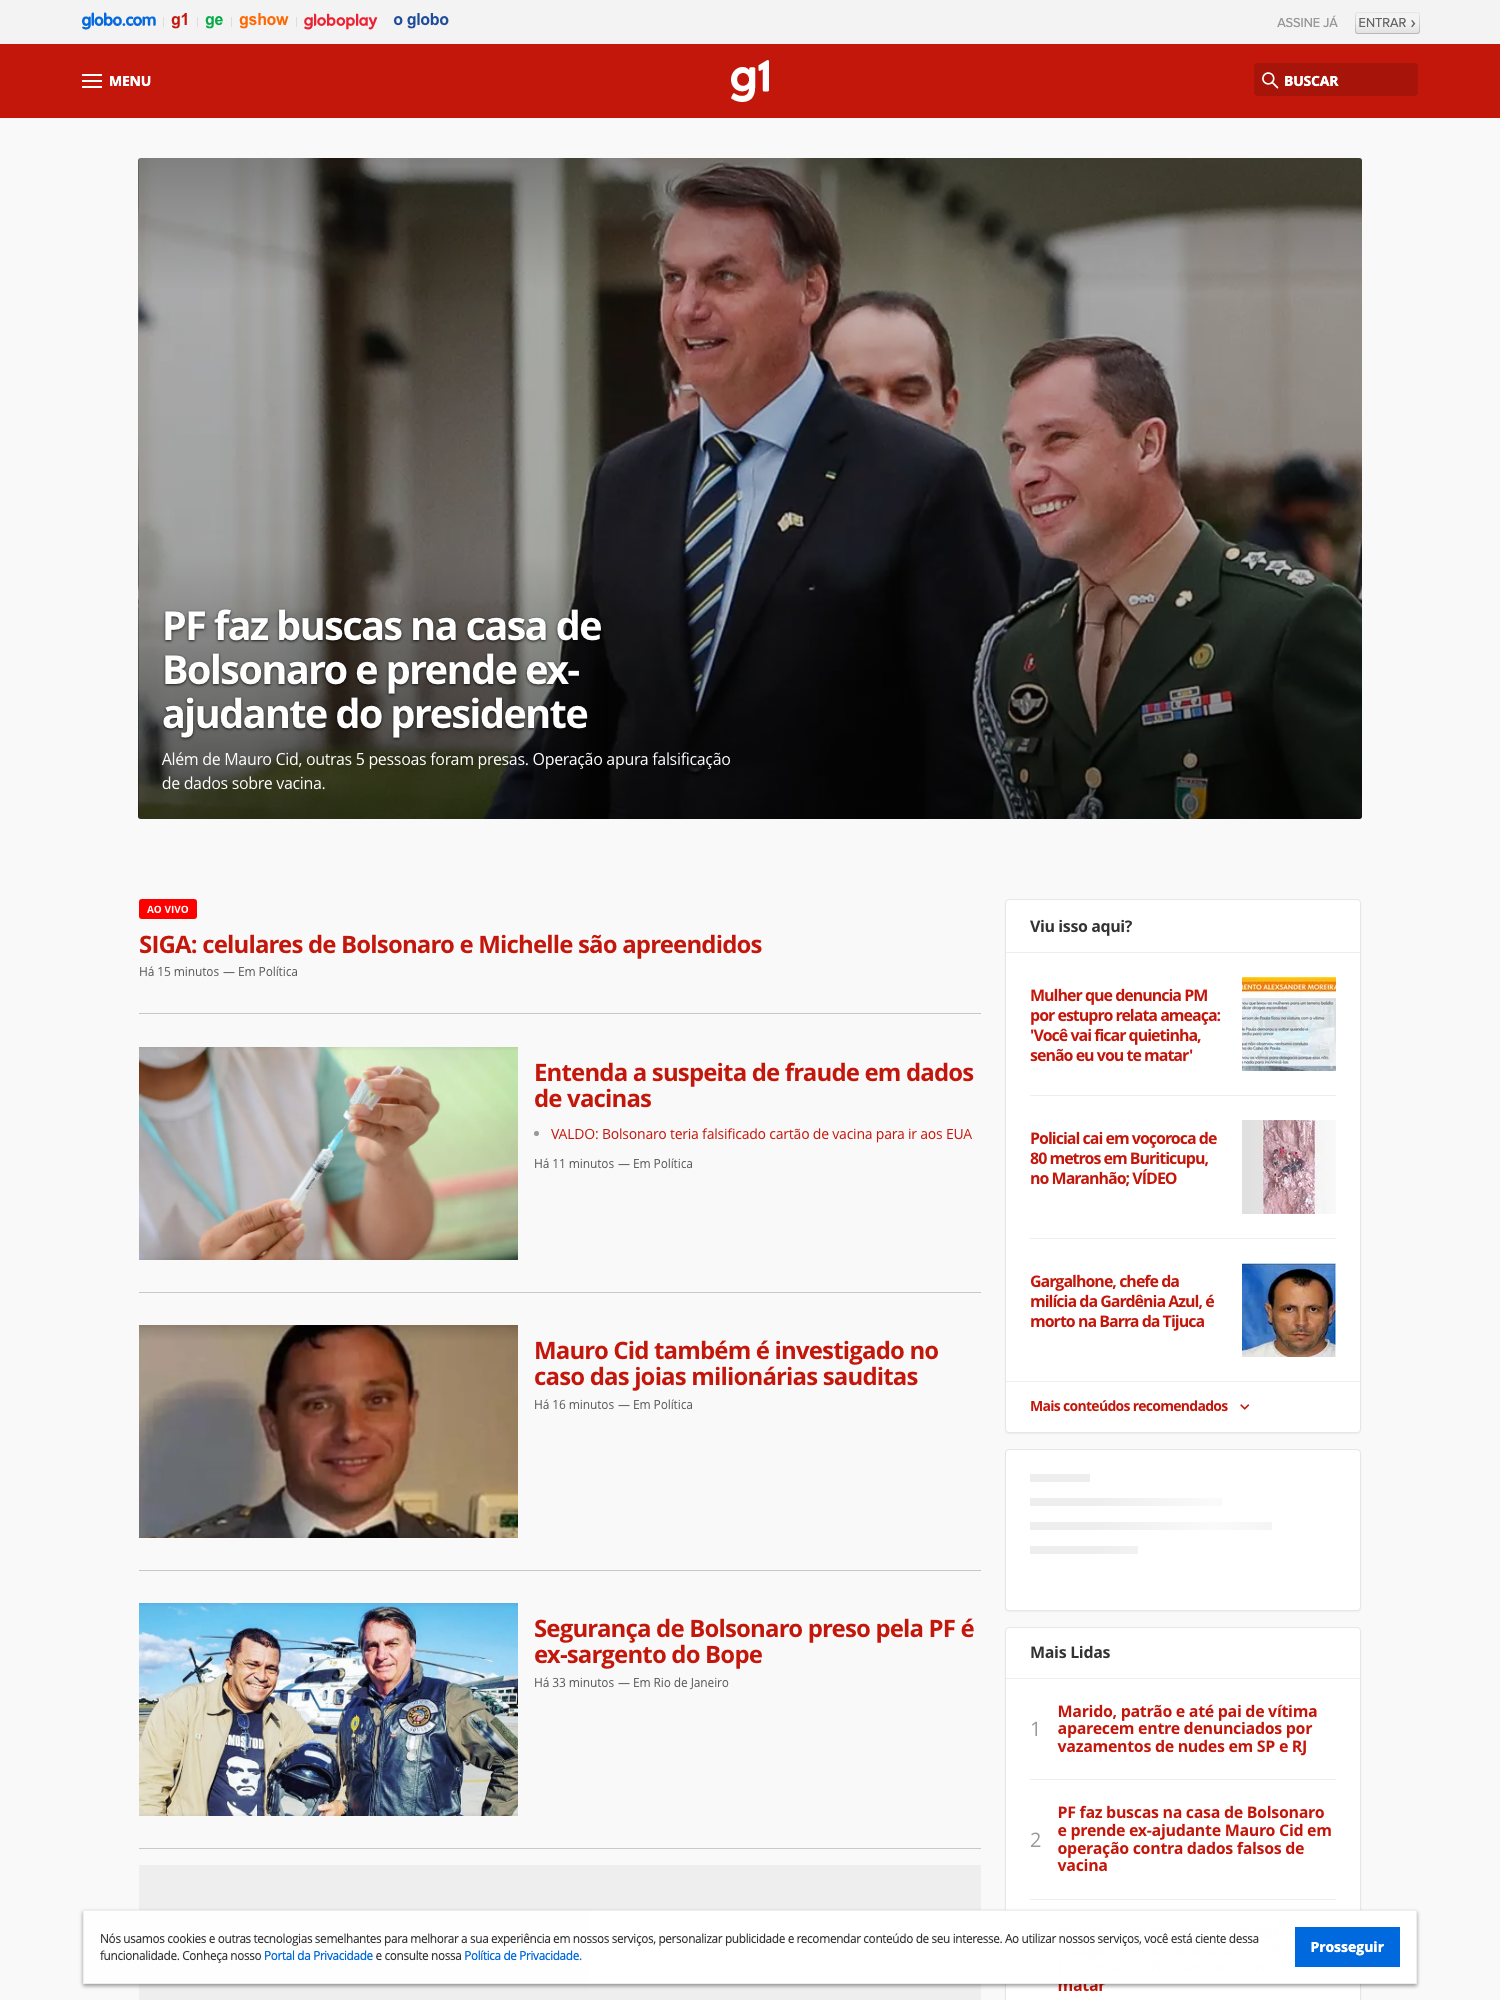 globo.com g1 ge gshow globoplay o globo
ASSINE JÁ ENTRAR ›
MENU
g1
BUSCAR
PF faz buscas na casa de
Bolsonaro e prende ex-
ajudante do presidente
Além de Mauro Cid, outras 5 pessoas foram presas. Operação apura falsificação
de dados sobre vacina.
AO VIVO
SIGA: celulares de Bolsonaro e Michelle são apreendidos
Há 15 minutos — Em Política
Entenda a suspeita de fraude em dados
de vacinas
VALDO: Bolsonaro teria falsificado cartão de vacina para ir aos EUA
Há 11 minutos — Em Política
Mauro Cid também é investigado no
caso das joias milionárias sauditas
Há 16 minutos — Em Política
Segurança de Bolsonaro preso pela PF é
ex-sargento do Bope
Há 33 minutos — Em Rio de Janeiro
Viu isso aqui?
Mulher que denuncia PM
por estupro relata ameaça:
'Você vai ficar quietinha,
senão eu vou te matar'
ENTO ALEXSANDER MOREIRA
Policial cai em voçoroca de
80 metros em Buriticupu,
no Maranhão; VÍDEO
Gargalhone, chefe da
milícia da Gardênia Azul, é
morto na Barra da Tijuca
Mais conteúdos recomendados
Mais Lidas
1
Marido, patrão e até pai de vítima
aparecem entre denunciados por
vazamentos de nudes em SP e RJ
2
PF faz buscas na casa de Bolsonaro
e prende ex-ajudante Mauro Cid em
operação contra dados falsos de
vacina
matar
Nós usamos cookies e outras tecnologias semelhantes para melhorar a sua experiência em nossos serviços, personalizar publicidade e recomendar conteúdo de seu interesse. Ao utilizar nossos serviços, você está ciente dessa
funcionalidade. Conheça nosso Portal da Privacidade e consulte nossa Política de Privacidade.
Prosseguir